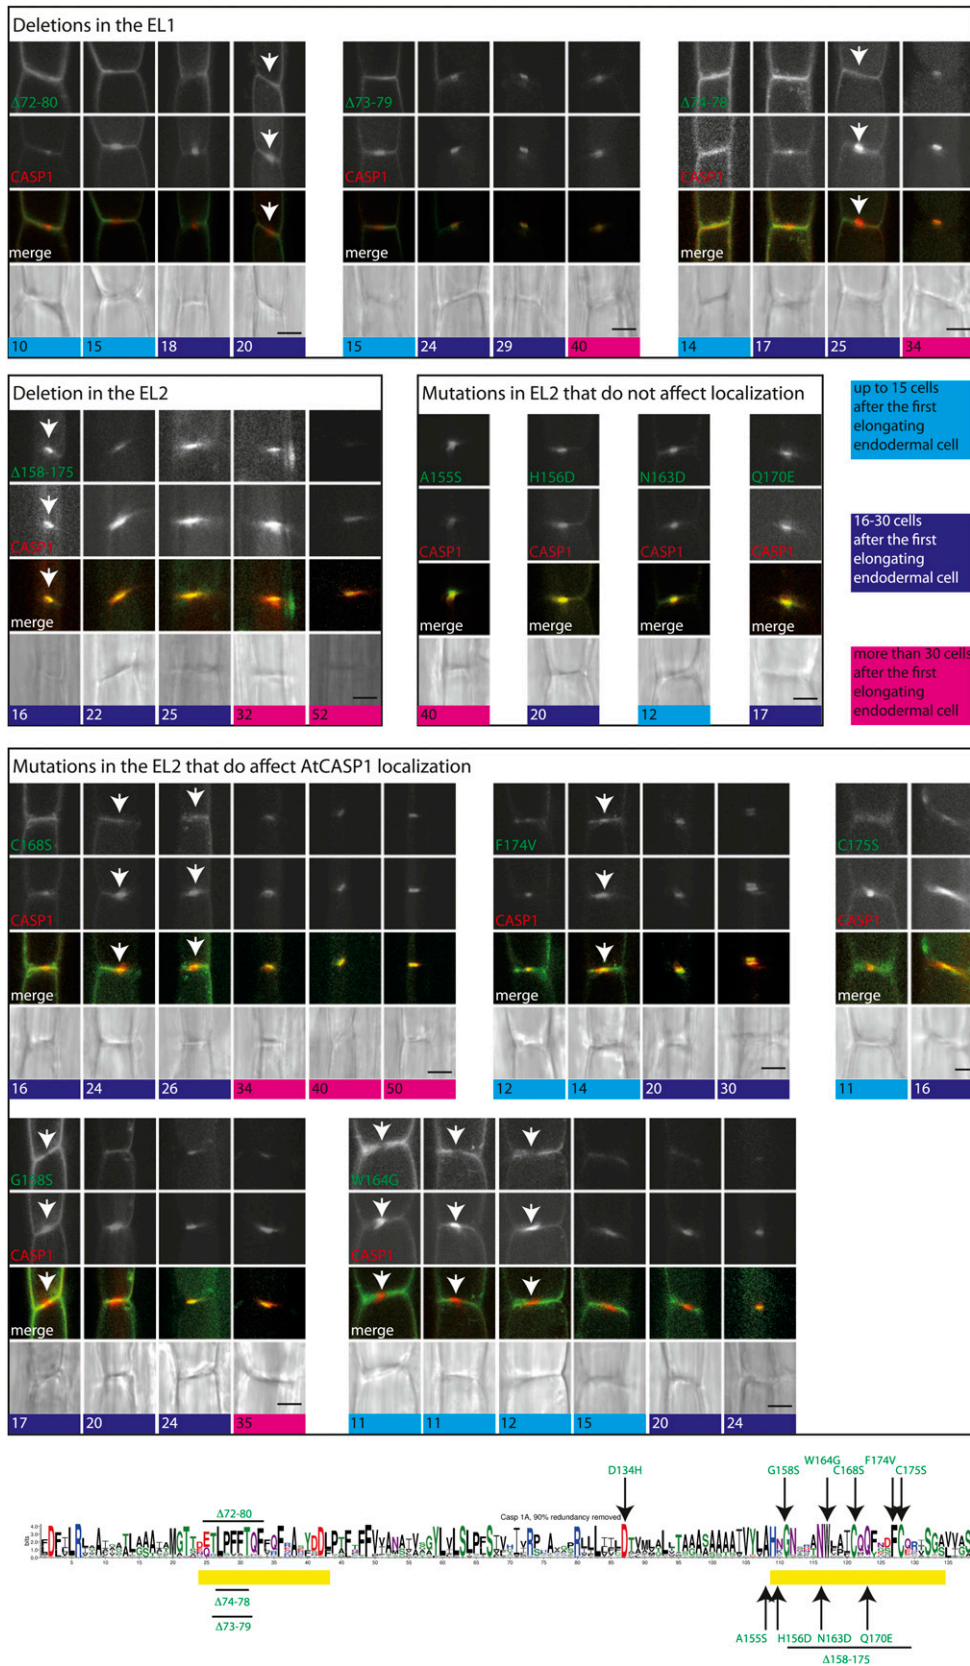 Deletions in the EL1
Δ72-80
CASP1
merge
10 15 18 20
Δ73-79
CASP1
merge
15 24 29 40
Δ74-78
CASP1
merge
14 17 25 34
Deletion in the EL2
Δ158-175
CASP1
merge
16 22 25 32 52
Mutations in EL2 that do not affect localization
A155S H156D N163D Q170E
CASP1 CASP1 CASP1 CASP1
merge merge merge merge
40 20 12 17
up to 15 cells
after the first
elongating
endodermal cell
16-30 cells
after the first
elongating
endodermal cell
more than 30 cells
after the first
elongating
endodermal cell
Mutations in the EL2 that do affect AtCASP1 localization
C168S
CASP1
merge
16 24 26 34 40 50
F174V
CASP1
merge
12 14 20 30
C175S
CASP1
merge
11 16
G158S
CASP1
merge
17 20 24 35
W164G
CASP1
merge
11 11 12 15 20 24
D134H
G158S
W164G
C168S
F174V
C175S
Δ72-80
Casp 1A, 90% redundancy removed
bits
Δ74-78
Δ73-79
A155S H156D N163D Q170E
Δ158-175